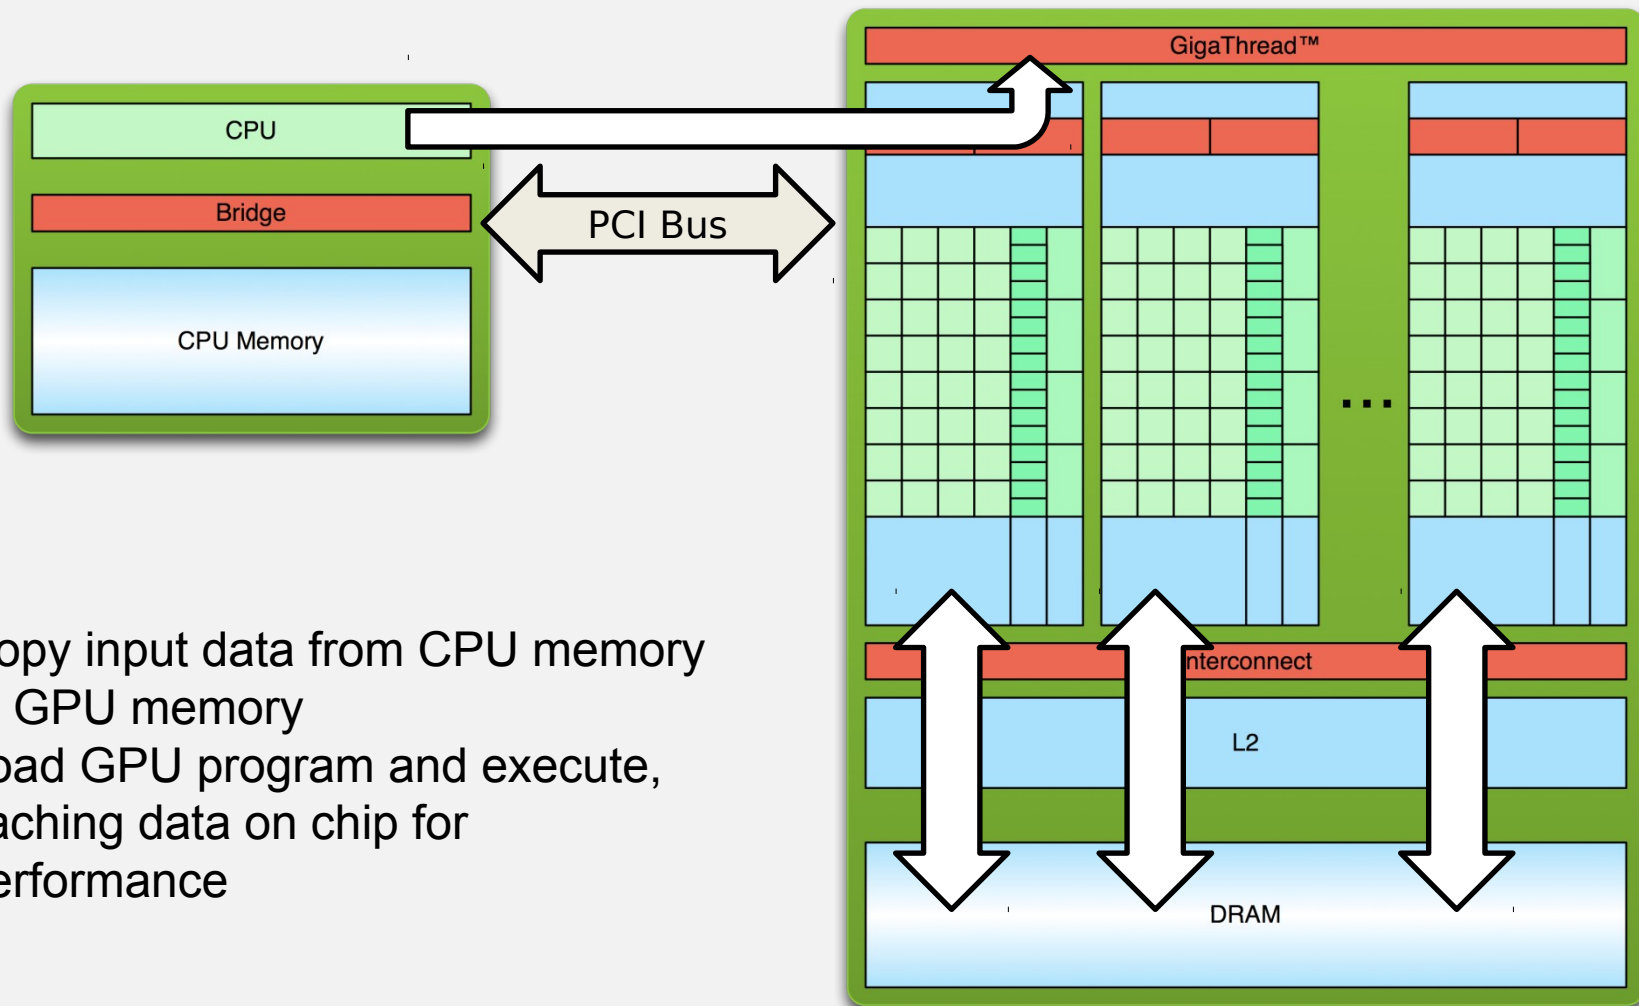 GigaThread™
CPU
Bridge
PCI Bus
CPU Memory
...
opy input data from CPU memory
GPU memory
oad GPU program and execute,
aching data on chip for
erformance
nterconnect
L2
DRAM